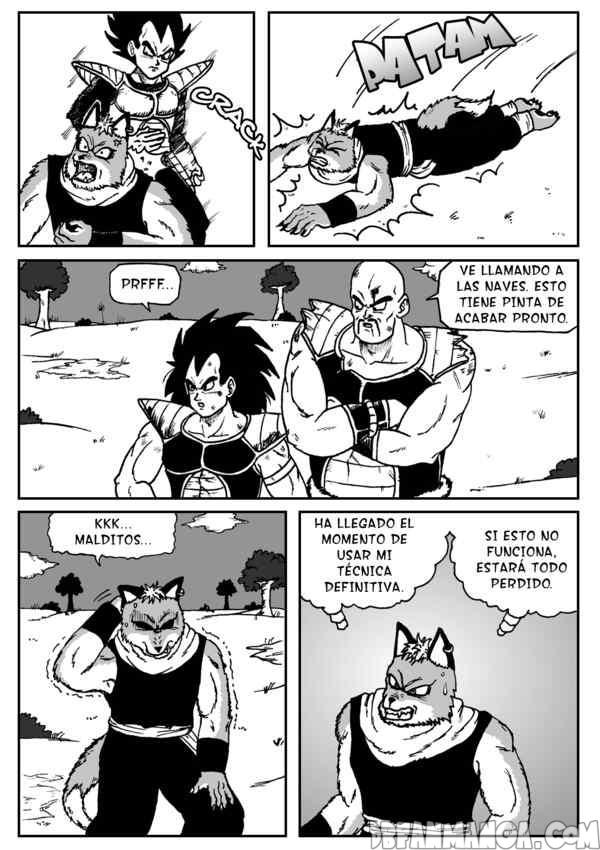 CRACK
PATAM
PRFFF...
VE LLAMANDO A
LAS NAVES. ESTO
TIENE PINTA DE
ACABAR PRONTO.
KKK...
MALDITOS...
HA LLEGADO EL
MOMENTO DE
USAR MI
TÉCNICA
DEFINITIVA.
SI ESTO NO
FUNCIONA,
ESTARÁ TODO
PERDIDO.
DBFANMANGA.COM